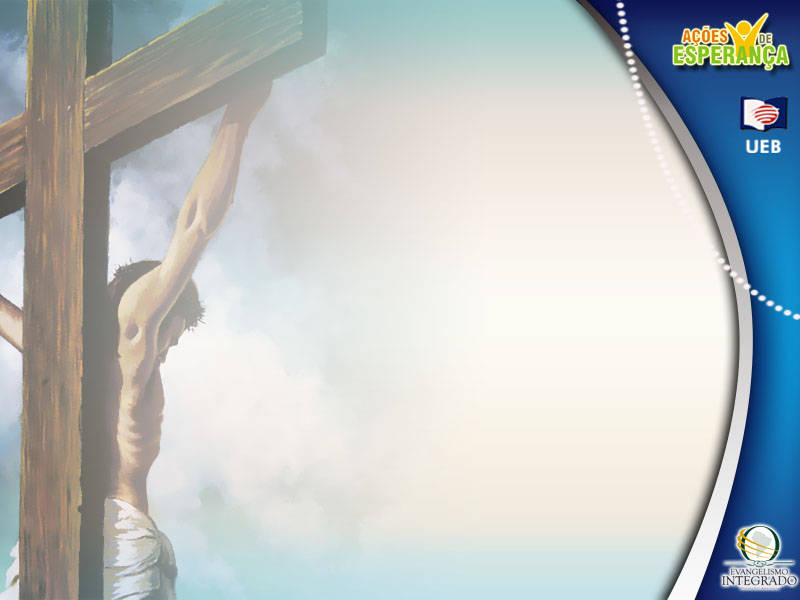 AÇÕES DE
ESPERANÇA
UEB
EVANGELISMO
INTEGRADO